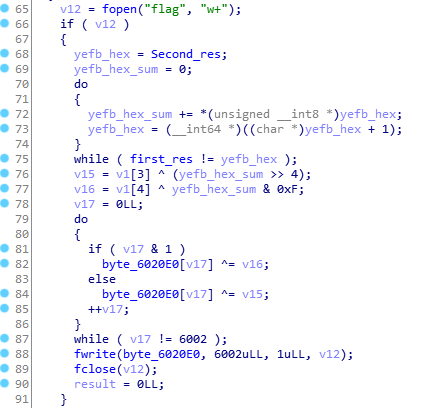 65 v12 = fopen("flag", "w+");
66 if ( v12 )
67 {
68 yefb_hex = Second_res;
69 yefb_hex_sum = 0;
70 do
71 {
72 yefb_hex_sum += *(unsigned __int8 *)yefb_hex;
73 yefb_hex = (__int64 *)((char *)yefb_hex + 1);
74 }
75 while ( first_res != yefb_hex );
76 v15 = v1[3] ^ (yefb_hex_sum >> 4);
77 v16 = v1[4] ^ yefb_hex_sum & 0xF;
78 v17 = 0LL;
79 do
80 {
81 if ( v17 & 1 )
82 byte_6020E0[v17] ^= v16;
83 else
84 byte_6020E0[v17] ^= v15;
85 ++v17;
86 }
87 while ( v17 != 6002 );
88 fwrite(byte_6020E0, 6002uLL, 1uLL, v12);
89 fclose(v12);
90 result = 0LL;
91 }